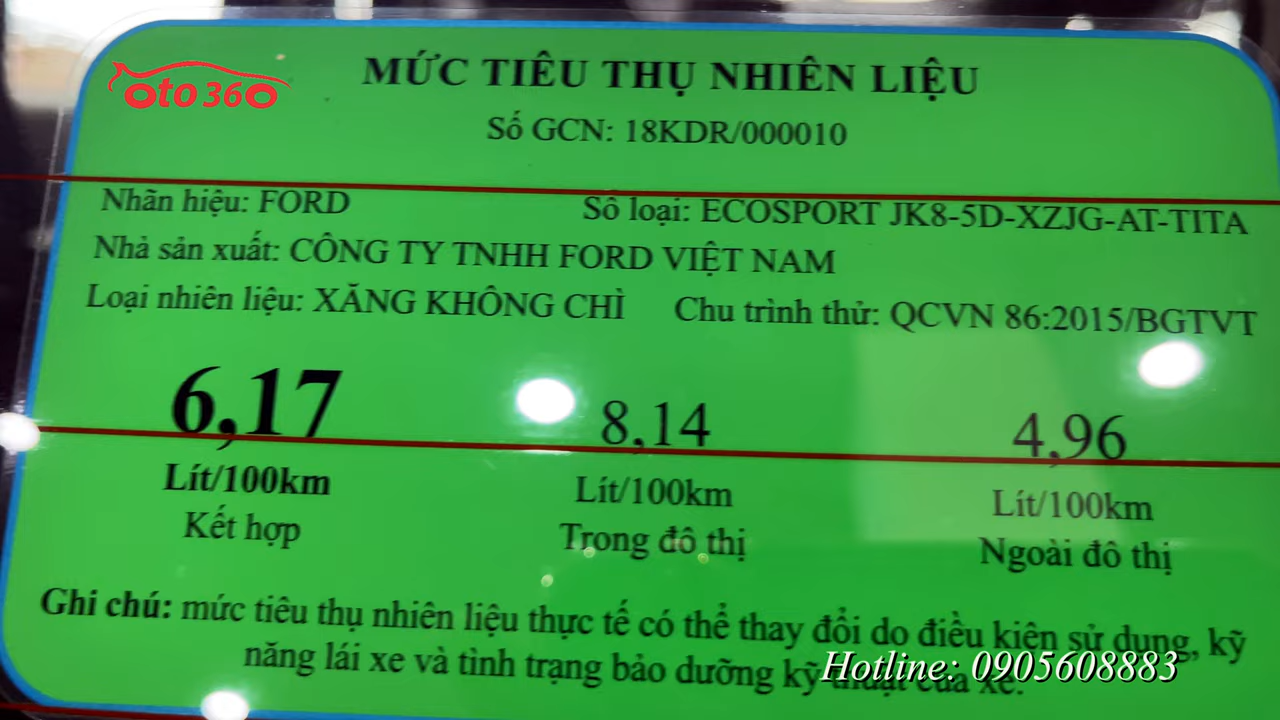 oto 360
MỨC TIÊU THỤ NHIÊN LIỆU
Số GCN: 18KDR/000010
Nhãn hiệu: FORD Số loại: ECOSPORT JK8-5D-XZJG-AT-TITA
Nhà sản xuất: CÔNG TY TNHH FORD VIỆT NAM
Loại nhiên liệu: XĂNG KHÔNG CHÌ Chu trình thử: QCVN 86:2015/BGTVT
6,17 8,14 4,96
Lít/100km Lít/100km Lít/100km
Kết hợp Trong đô thị Ngoài đô thị
Ghi chú: mức tiêu thụ nhiên liệu thực tế có thể thay đổi do điều kiện sử dụng, kỹ
năng lái xe và tình trạng bảo dưỡng kỹ thuật của xe.
Hotline: 0905608883